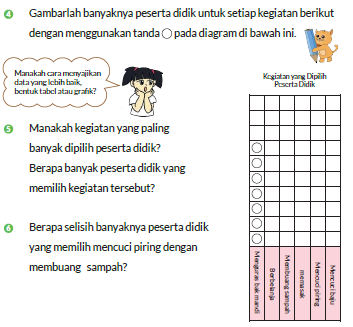 4 Gambarlah banyaknya peserta didik untuk setiap kegiatan berikut
dengan menggunakan tanda ○ pada diagram di bawah ini.
Manakah cara menyajikan
data yang lebih baik,
bentuk tabel atau grafik?
5 Manakah kegiatan yang paling
banyak dipilih peserta didik?
Berapa banyak peserta didik yang
memilih kegiatan tersebut?
6 Berapa selisih banyaknya peserta didik
yang memilih mencuci piring dengan
membuang sampah?
Kegiatan yang Dipilih
Peserta Didik
Menguras bak mandi
Berbelanja
Membuang sampah
memasak
Mencuci piring
Mencuci baju